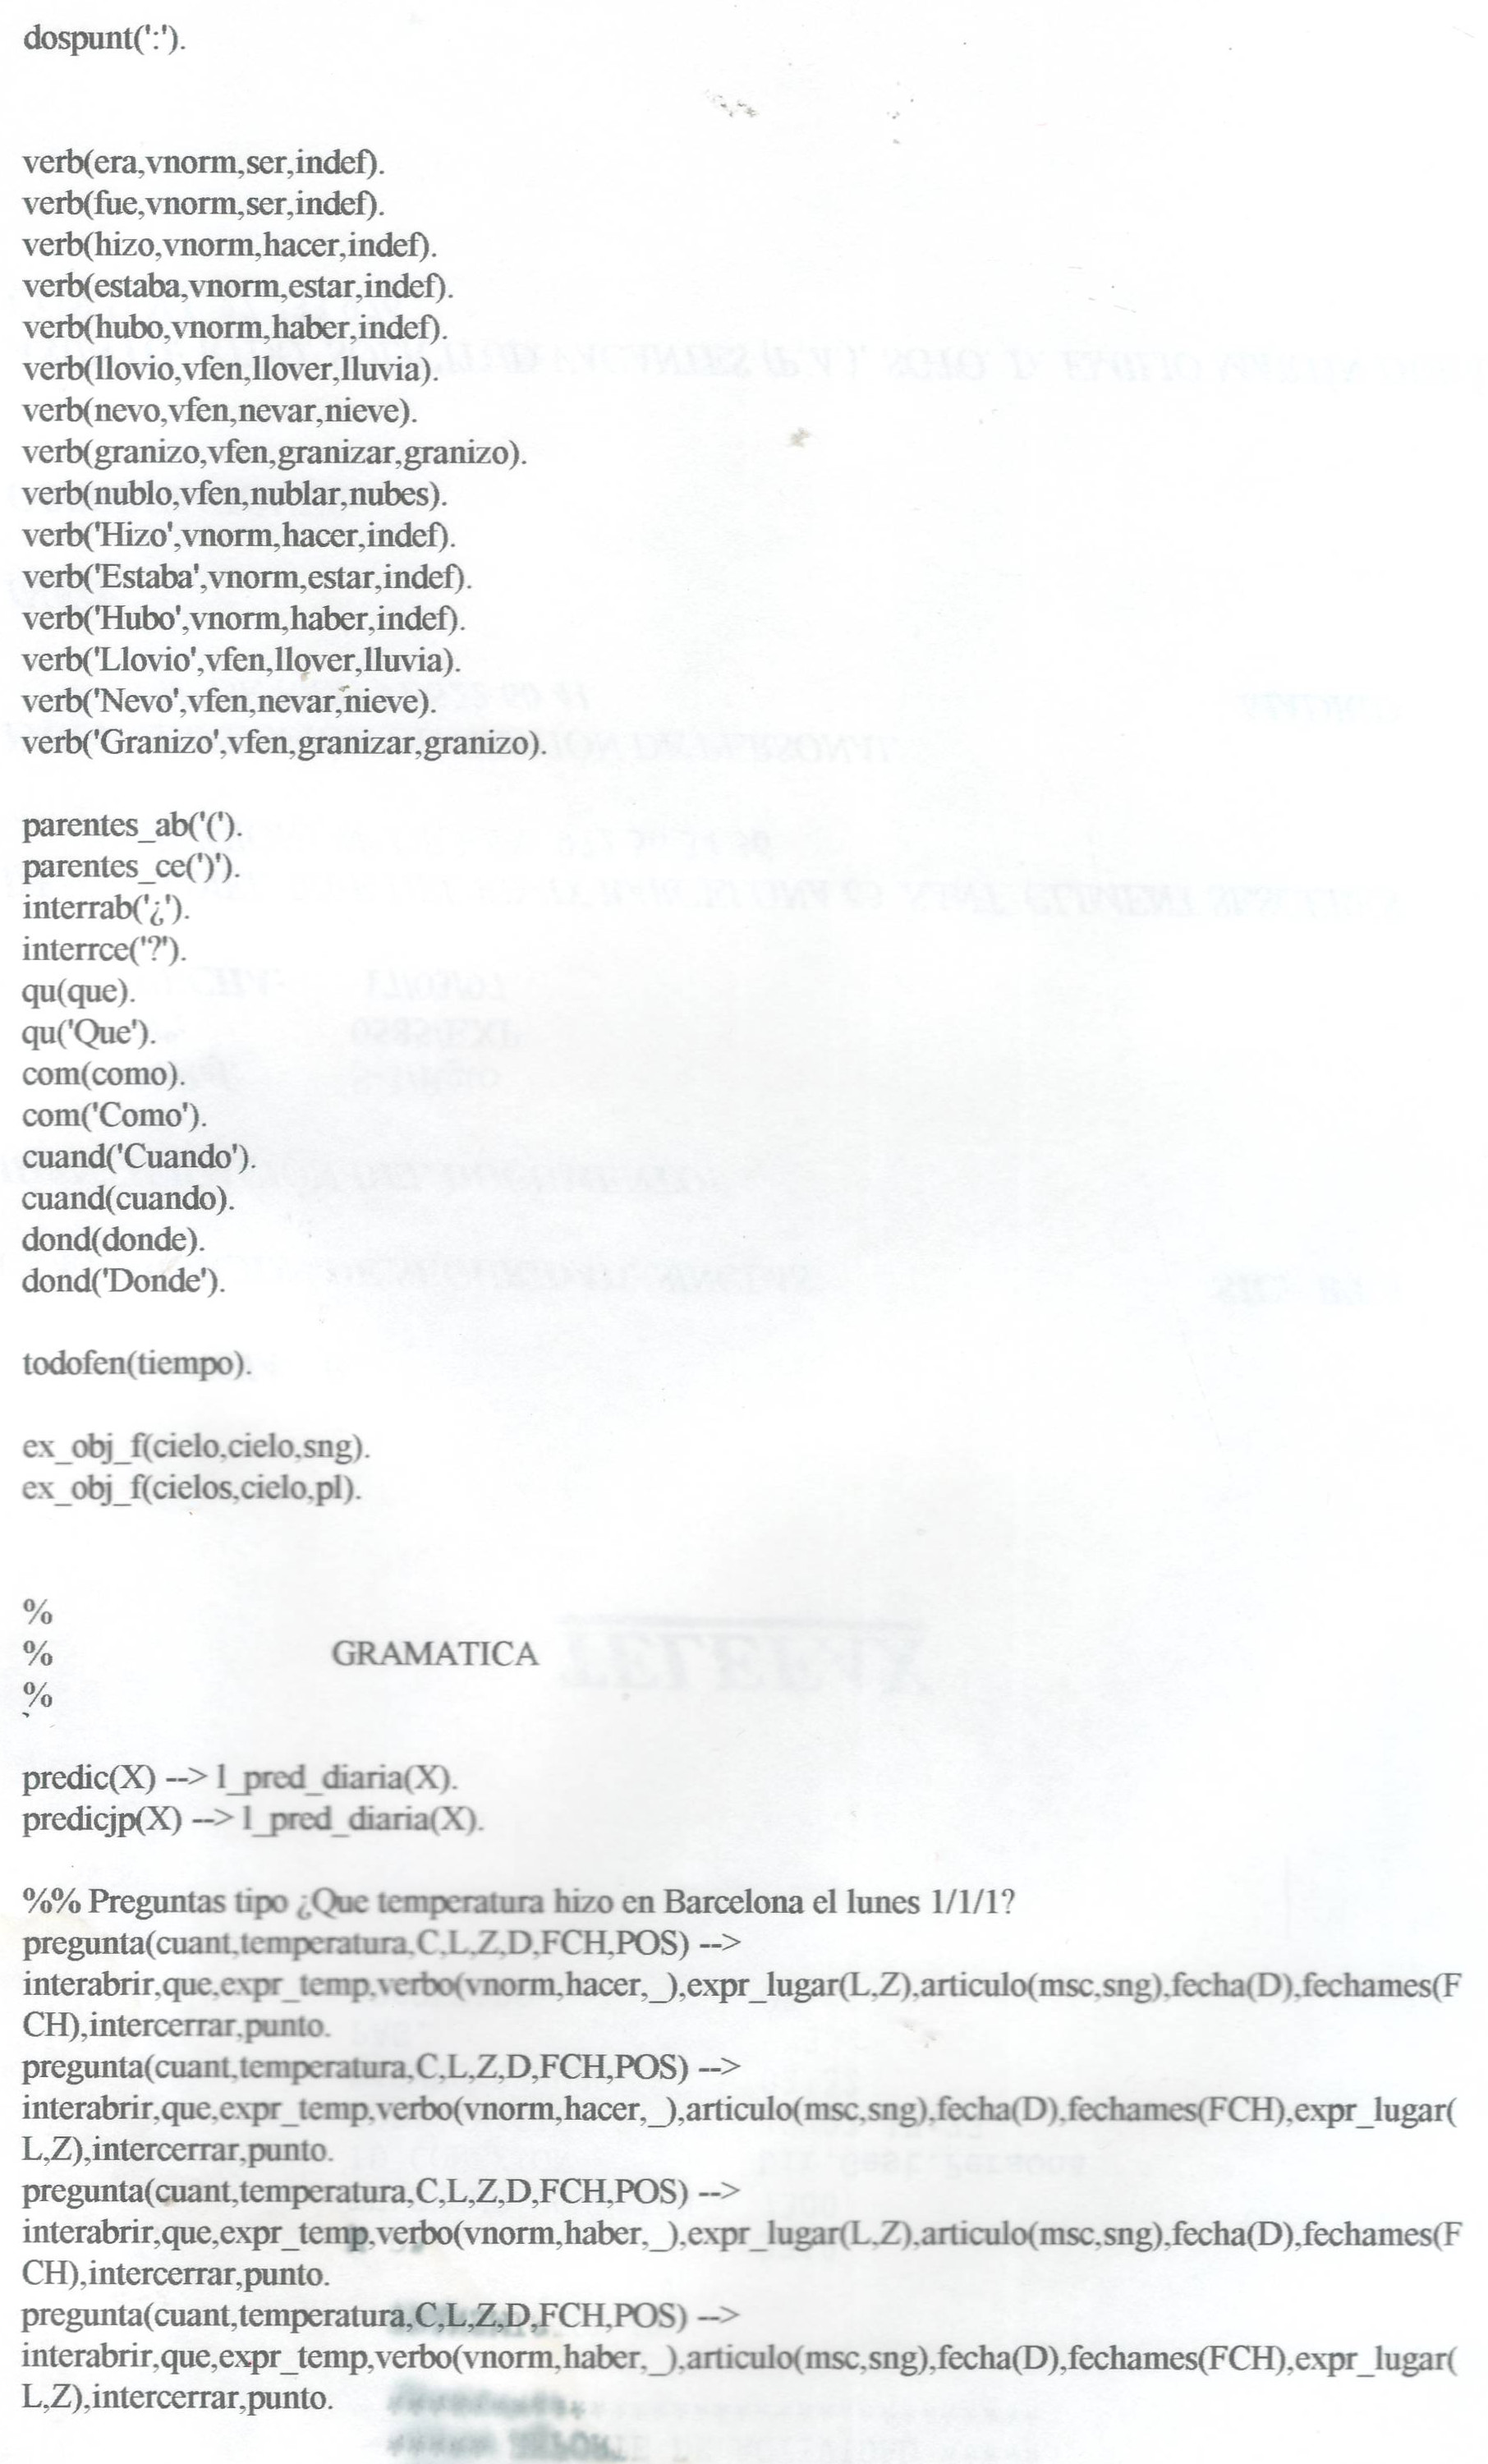 dospunt(':').
verb(era,vnorm,ser,indef).
verb(fue,vnorm,ser,indef).
verb(hizo,vnorm,hacer,indef).
verb(estaba,vnorm,estar,indef).
verb(hubo,vnorm,haber,indef).
verb(llovio,vfen,llover,lluvia).
verb(nevo,vfen,nevar,nieve).
verb(granizo,vfen,granizar,granizo).
verb(nublo,vfen,nublar,nubes).
verb('Hizo',vnorm,hacer,indef).
verb('Estaba',vnorm,estar,indef).
verb('Hubo',vnorm,haber,indef).
verb('Llovio',vfen,llover,lluvia).
verb('Nevo',vfen,nevar,nieve).
verb('Granizo',vfen,granizar,granizo).
parentes_ab('(').
parentes_ce(')').
interrab('¿').
interrce('?').
qu(que).
qu('Que').
com(como).
com('Como').
cuand('Cuando').
cuand(cuando).
dond(donde).
dond('Donde').
todofen(tiempo).
ex_obj_f(cielo,cielo,sng).
ex_obj_f(cielos,cielo,pl).
%
% GRAMATICA
%
predic(X) --> l_pred_diaria(X).
predicjp(X) --> l_pred_diaria(X).
%% Preguntas tipo ¿Que temperatura hizo en Barcelona el lunes 1/1/1?
pregunta(cuant,temperatura,C,L,Z,D,FCH,POS) -->
interabrir,que,expr_temp,verbo(vnorm,hacer,_),expr_lugar(L,Z),articulo(msc,sng),fecha(D),fechames(F
CH),intercerrar,punto.
pregunta(cuant,temperatura,C,L,Z,D,FCH,POS) -->
interabrir,que,expr_temp,verbo(vnorm,hacer,_),articulo(msc,sng),fecha(D),fechames(FCH),expr_lugar(
L,Z),intercerrar,punto.
pregunta(cuant,temperatura,C,L,Z,D,FCH,POS) -->
interabrir,que,expr_temp,verbo(vnorm,haber,_),expr_lugar(L,Z),articulo(msc,sng),fecha(D),fechames(F
CH),intercerrar,punto.
pregunta(cuant,temperatura,C,L,Z,D,FCH,POS) -->
interabrir,que,expr_temp,verbo(vnorm,haber,_),articulo(msc,sng),fecha(D),fechames(FCH),expr_lugar(
L,Z),intercerrar,punto.